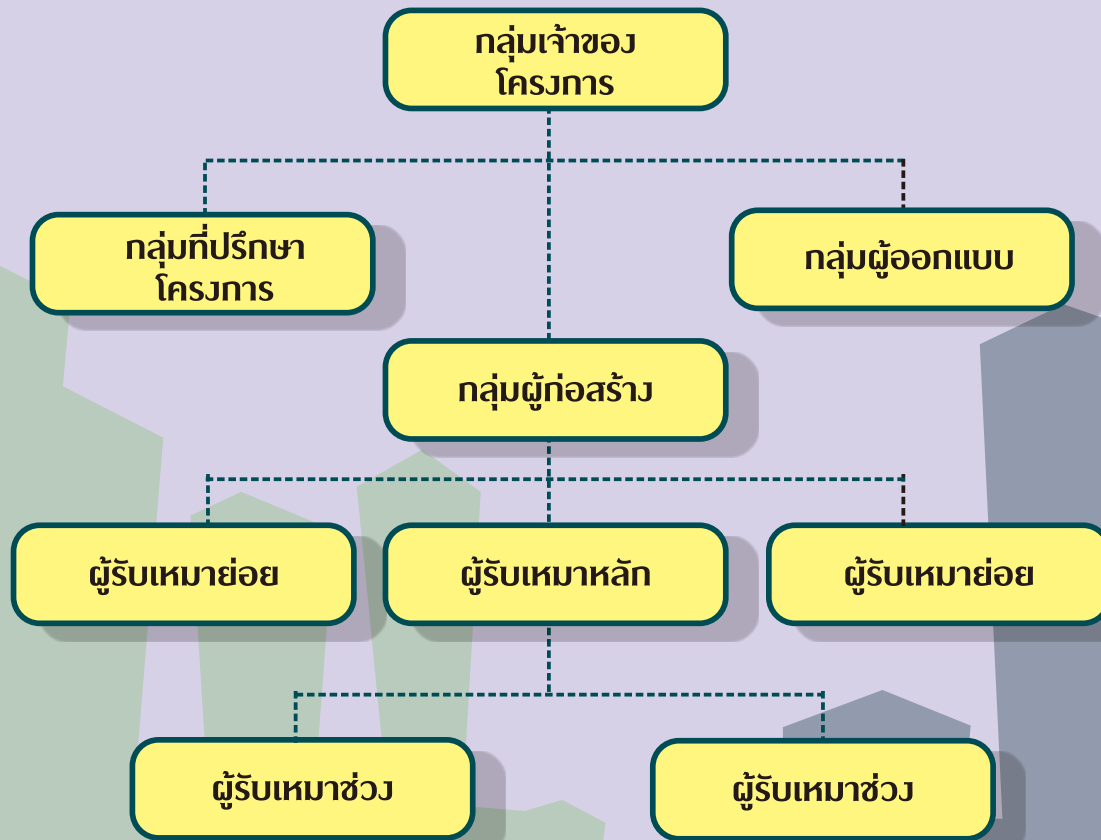 กลุ่มเจ้าของ
โครงการ
กลุ่มที่ปรึกษา
โครงการ
กลุ่มผู้ออกแบบ
กลุ่มผู้ก่อสร้าง
ผู้รับเหมาย่อย
ผู้รับเหมาหลัก
ผู้รับเหมาย่อย
ผู้รับเหมาช่วง
ผู้รับเหมาช่วง